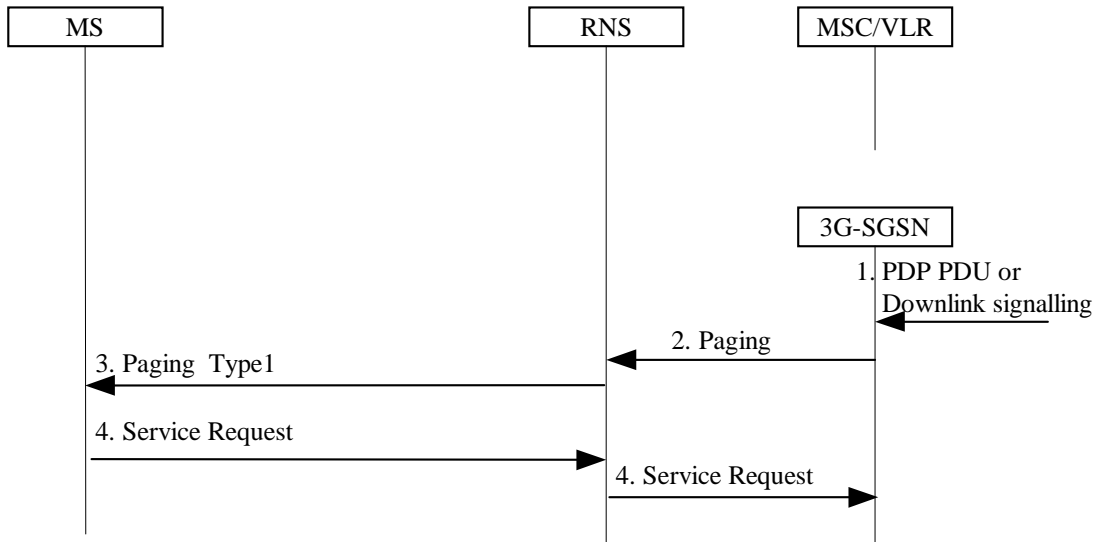 MS
RNS
MSC/VLR
3G-SGSN
1. PDP PDU or
Downlink signalling
2. Paging
3. Paging Type1
4. Service Request
4. Service Request